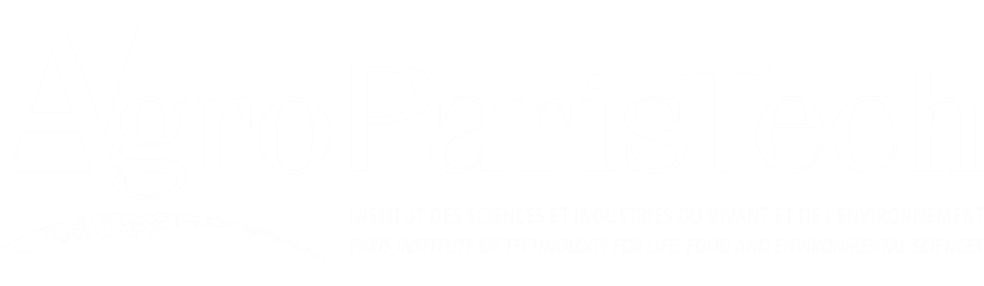 AgroParisTech
INSTITUT DES SCIENCES ET INDUSTRIES DU VIVANT ET DE L'ENVIRONNEMENT
PARIS INSTITUTE OF TECHNOLOGY FOR LIFE, FOOD AND ENVIRONMENTAL SCIENCES